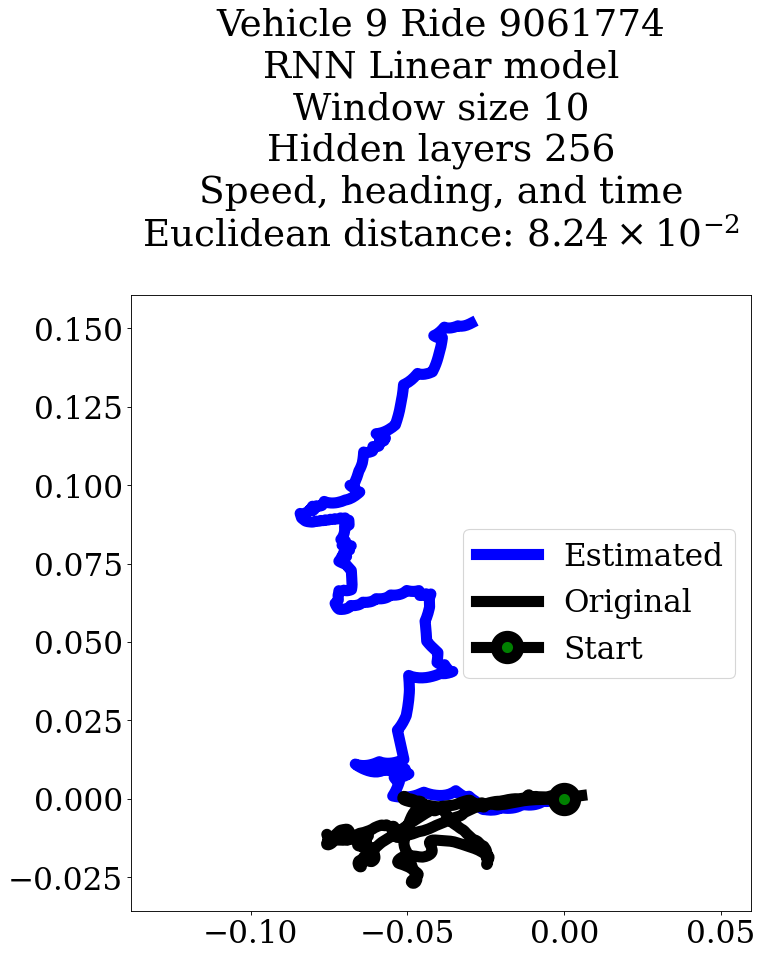 Vehicle 9 Ride 9061774
RNN Linear model
Window size 10
Hidden layers 256
Speed, heading, and time
Euclidean distance: 8.24 × 10⁻²
0.150
0.125
0.100
0.075
0.050
0.025
0.000
−0.025
Estimated
Original
Start
−0.10
−0.05
0.00
0.05